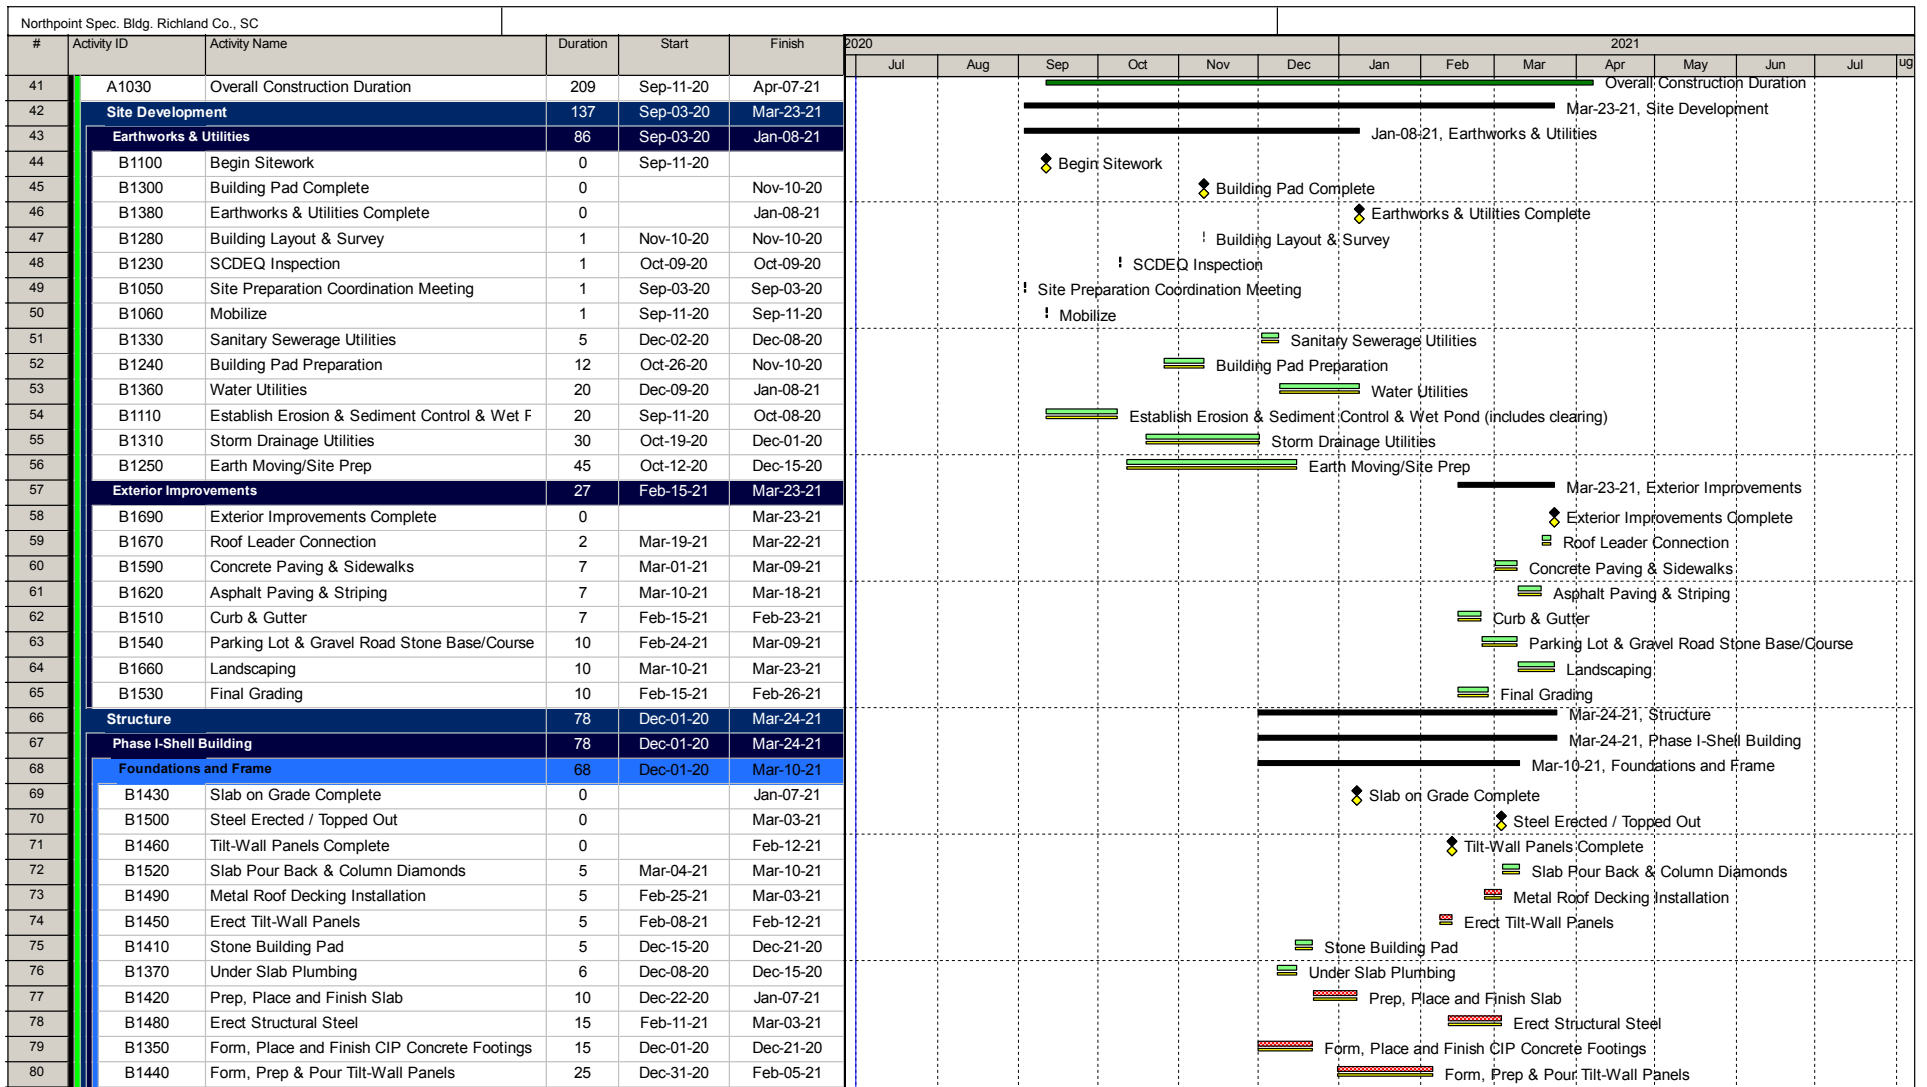 Northpoint Spec. Bldg. Richland Co., SC
# Activity ID Activity Name Duration Start Finish 2020 2021
Jul Aug Sep Oct Nov Dec Jan Feb Mar Apr May Jun Jul ug
41 A1030 Overall Construction Duration 209 Sep-11-20 Apr-07-21 Overall Construction Duration
42 Site Development 137 Sep-03-20 Mar-23-21 Mar-23-21, Site Development
43 Earthworks & Utilities 86 Sep-03-20 Jan-08-21 Jan-08-21, Earthworks & Utilities
44 B1100 Begin Sitework 0 Sep-11-20 Begin Sitework
45 B1300 Building Pad Complete 0 Nov-10-20 Building Pad Complete
46 B1380 Earthworks & Utilities Complete 0 Jan-08-21 Earthworks & Utilities Complete
47 B1280 Building Layout & Survey 1 Nov-10-20 Nov-10-20 Building Layout & Survey
48 B1230 SCDEQ Inspection 1 Oct-09-20 Oct-09-20 SCDEQ Inspection
49 B1050 Site Preparation Coordination Meeting 1 Sep-03-20 Sep-03-20 Site Preparation Coordination Meeting
50 B1060 Mobilize 1 Sep-11-20 Sep-11-20 Mobilize
51 B1330 Sanitary Sewerage Utilities 5 Dec-02-20 Dec-08-20 Sanitary Sewerage Utilities
52 B1240 Building Pad Preparation 12 Oct-26-20 Nov-10-20 Building Pad Preparation
53 B1360 Water Utilities 20 Dec-09-20 Jan-08-21 Water Utilities
54 B1110 Establish Erosion & Sediment Control & Wet F 20 Sep-11-20 Oct-08-20 Establish Erosion & Sediment Control & Wet Pond (includes clearing)
55 B1310 Storm Drainage Utilities 30 Oct-19-20 Dec-01-20 Storm Drainage Utilities
56 B1250 Earth Moving/Site Prep 45 Oct-12-20 Dec-15-20 Earth Moving/Site Prep
57 Exterior Improvements 27 Feb-15-21 Mar-23-21 Mar-23-21, Exterior Improvements
58 B1690 Exterior Improvements Complete 0 Mar-23-21 Exterior Improvements Complete
59 B1670 Roof Leader Connection 2 Mar-19-21 Mar-22-21 Roof Leader Connection
60 B1590 Concrete Paving & Sidewalks 7 Mar-01-21 Mar-09-21 Concrete Paving & Sidewalks
61 B1620 Asphalt Paving & Striping 7 Mar-10-21 Mar-18-21 Asphalt Paving & Striping
62 B1510 Curb & Gutter 7 Feb-15-21 Feb-23-21 Curb & Gutter
63 B1540 Parking Lot & Gravel Road Stone Base/Course 10 Feb-24-21 Mar-09-21 Parking Lot & Gravel Road Stone Base/Course
64 B1660 Landscaping 10 Mar-10-21 Mar-23-21 Landscaping
65 B1530 Final Grading 10 Feb-15-21 Feb-26-21 Final Grading
66 Structure 78 Dec-01-20 Mar-24-21 Mar-24-21, Structure
67 Phase I-Shell Building 78 Dec-01-20 Mar-24-21 Mar-24-21, Phase I-Shell Building
68 Foundations and Frame 68 Dec-01-20 Mar-10-21 Mar-10-21, Foundations and Frame
69 B1430 Slab on Grade Complete 0 Jan-07-21 Slab on Grade Complete
70 B1500 Steel Erected / Topped Out 0 Mar-03-21 Steel Erected / Topped Out
71 B1460 Tilt-Wall Panels Complete 0 Feb-12-21 Tilt-Wall Panels Complete
72 B1520 Slab Pour Back & Column Diamonds 5 Mar-04-21 Mar-10-21 Slab Pour Back & Column Diamonds
73 B1490 Metal Roof Decking Installation 5 Feb-25-21 Mar-03-21 Metal Roof Decking Installation
74 B1450 Erect Tilt-Wall Panels 5 Feb-08-21 Feb-12-21 Erect Tilt-Wall Panels
75 B1410 Stone Building Pad 5 Dec-15-20 Dec-21-20 Stone Building Pad
76 B1370 Under Slab Plumbing 6 Dec-08-20 Dec-15-20 Under Slab Plumbing
77 B1420 Prep, Place and Finish Slab 10 Dec-22-20 Jan-07-21 Prep, Place and Finish Slab
78 B1480 Erect Structural Steel 15 Feb-11-21 Mar-03-21 Erect Structural Steel
79 B1350 Form, Place and Finish CIP Concrete Footings 15 Dec-01-20 Dec-21-20 Form, Place and Finish CIP Concrete Footings
80 B1440 Form, Prep & Pour Tilt-Wall Panels 25 Dec-31-20 Feb-05-21 Form, Prep & Pour Tilt-Wall Panels